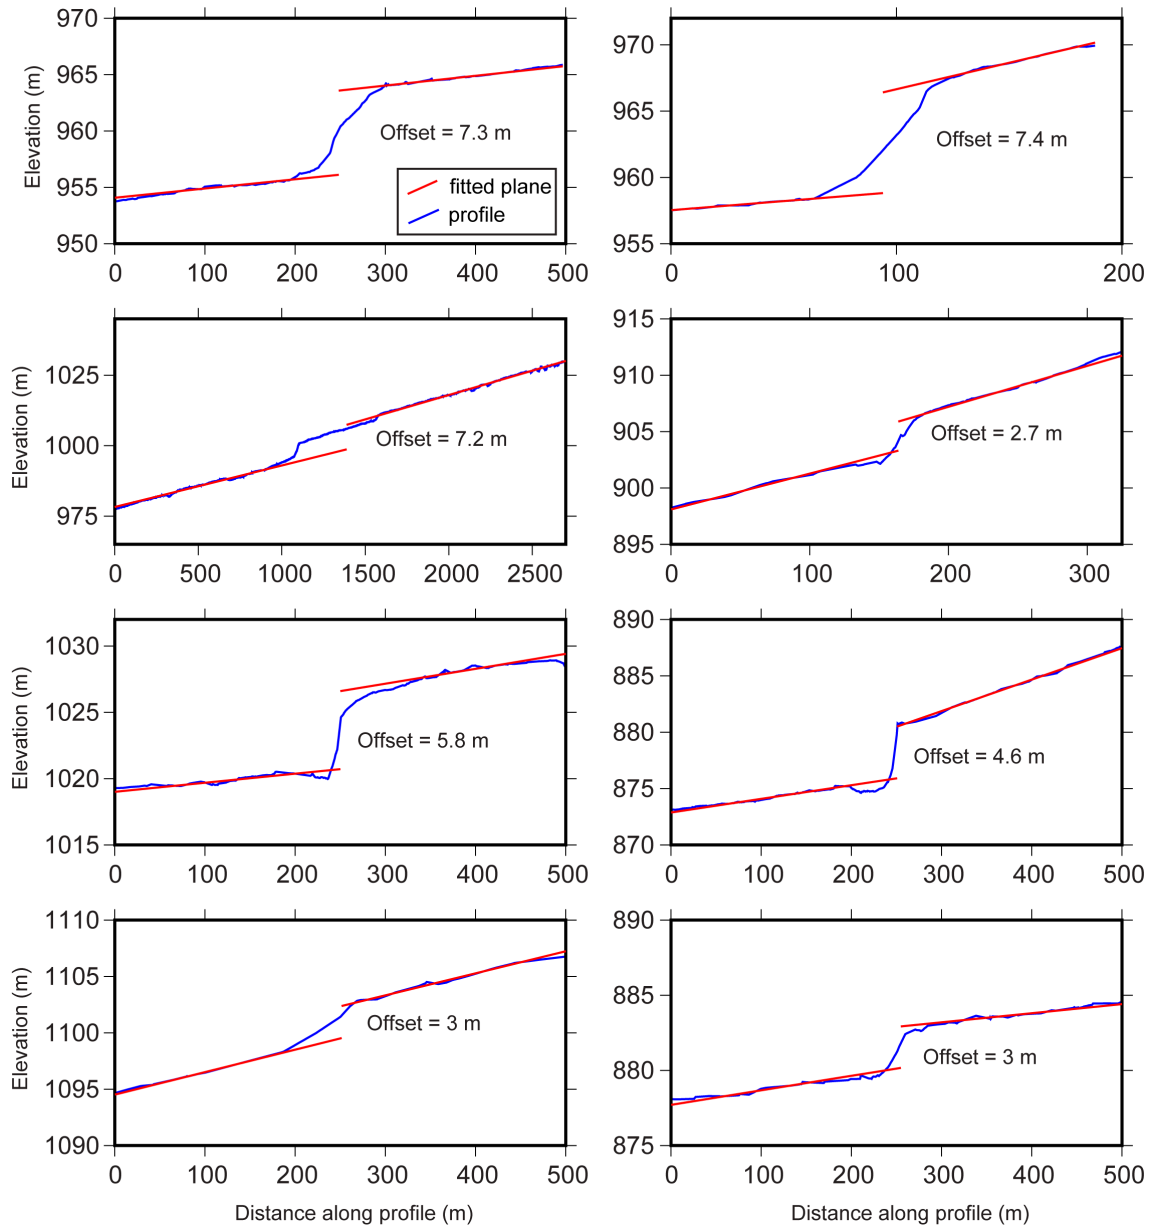 970
965
960
955
950
Elevation (m)
Offset = 7.3 m
fitted plane
profile
0 100 200 300 400 500
970
965
960
955
Offset = 7.4 m
0 100 200
1025
1000
975
Elevation (m)
Offset = 7.2 m
0 500 1000 1500 2000 2500
915
910
905
900
895
Offset = 2.7 m
0 100 200 300
1030
1025
1020
1015
Elevation (m)
Offset = 5.8 m
0 100 200 300 400 500
890
885
880
875
870
Offset = 4.6 m
0 100 200 300 400 500
1110
1105
1100
1095
1090
Elevation (m)
Offset = 3 m
0 100 200 300 400 500
Distance along profile (m)
890
885
880
875
Offset = 3 m
0 100 200 300 400 500
Distance along profile (m)